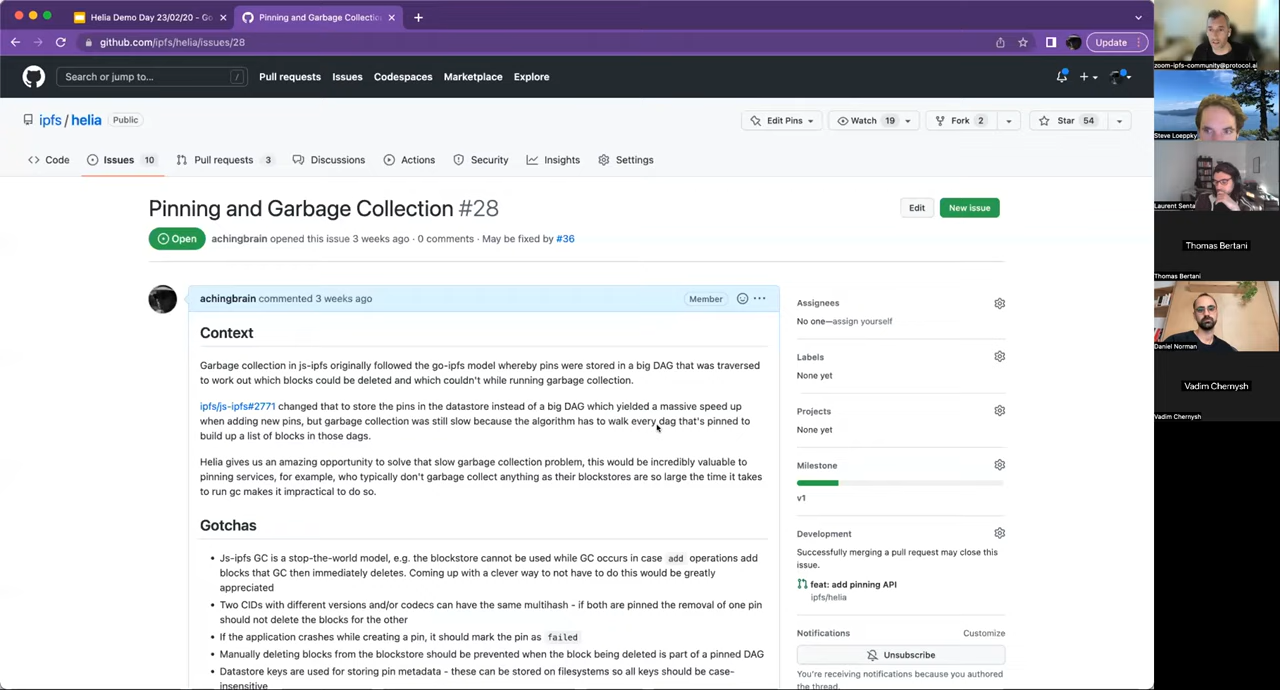 Helia Demo Day 23/02/20 - Go
Pinning and Garbage Collectio
github.com/ipfs/helia/issues/28
Update
zoom-ipfs-community@protocol.ai
Search or jump to...
/
Pull requests
Issues
Codespaces
Marketplace
Explore
ipfs / helia
Public
Edit Pins
Watch 19
Fork 2
Star 54
Steve Loeppky
Code
Issues 10
Pull requests 3
Discussions
Actions
Security
Insights
Settings
Laurent Senta
Pinning and Garbage Collection #28
Edit
New issue
Open
achingbrain opened this issue 3 weeks ago · 0 comments · May be fixed by #36
Thomas Bertani
Thomas Bertani
achingbrain commented 3 weeks ago
Member
Context
Garbage collection in js-ipfs originally followed the go-ipfs model whereby pins were stored in a big DAG that was traversed
to work out which blocks could be deleted and which couldn't while running garbage collection.
ipfs/js-ipfs#2771 changed that to store the pins in the datastore instead of a big DAG which yielded a massive speed up
when adding new pins, but garbage collection was still slow because the algorithm has to walk every dag that's pinned to
build up a list of blocks in those dags.
Helia gives us an amazing opportunity to solve that slow garbage collection problem, this would be incredibly valuable to
pinning services, for example, who typically don't garbage collect anything as their blockstores are so large the time it takes
to run gc makes it impractical to do so.
Gotchas
• Js-ipfs GC is a stop-the-world model, e.g. the blockstore cannot be used while GC occurs in case add operations add
blocks that GC then immediately deletes. Coming up with a clever way to not have to do this would be greatly
appreciated
• Two CIDs with different versions and/or codecs can have the same multihash - if both are pinned the removal of one pin
should not delete the blocks for the other
• If the application crashes while creating a pin, it should mark the pin as failed
• Manually deleting blocks from the blockstore should be prevented when the block being deleted is part of a pinned DAG
• Datastore keys are used for storing pin metadata - these can be stored on filesystems so all keys should be case-
insensitive
Assignees
No one—assign yourself
Labels
None yet
Projects
None yet
Milestone
v1
Development
Successfully merging a pull request may close this
issue.
feat: add pinning API
ipfs/helia
Notifications
Customize
Unsubscribe
You're receiving notifications because you authored
the thread.
Daniel Norman
Vadim Chernysh
Vadim Chernysh